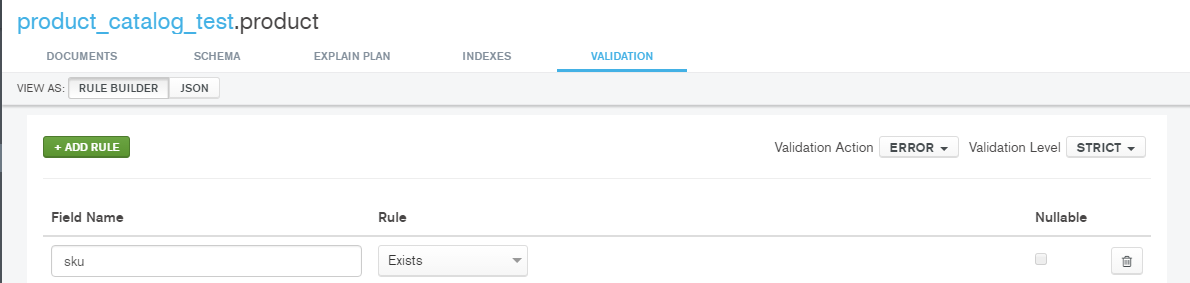 product_catalog_test.product
DOCUMENTS SCHEMA EXPLAIN PLAN INDEXES VALIDATION
VIEW AS: RULE BUILDER JSON
+ ADD RULE Validation Action ERROR Validation Level STRICT
Field Name Rule Nullable
sku Exists